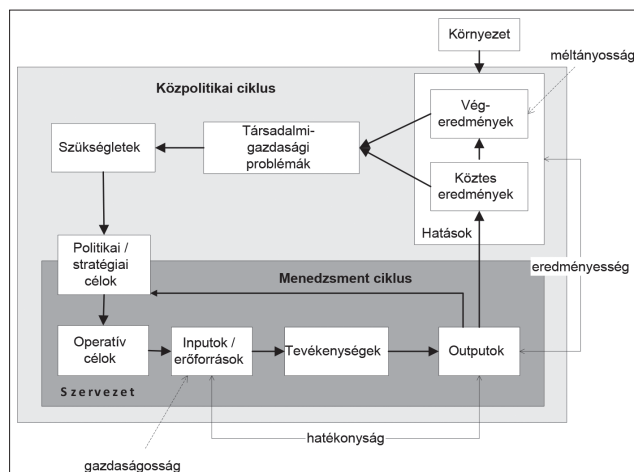 Környezet
méltányosság
Közpolitikai ciklus
Vég-
eredmények
Társadalmi-
gazdasági
problémák
Szükségletek
Köztes
eredmények
Hatások
Politikai /
stratégiai
célok
eredményesség
Menedzsment ciklus
Operatív
célok
Inputok /
erőforrások
Tevékenységek
Outputok
Szervezet
hatékonyság
gazdaságosság